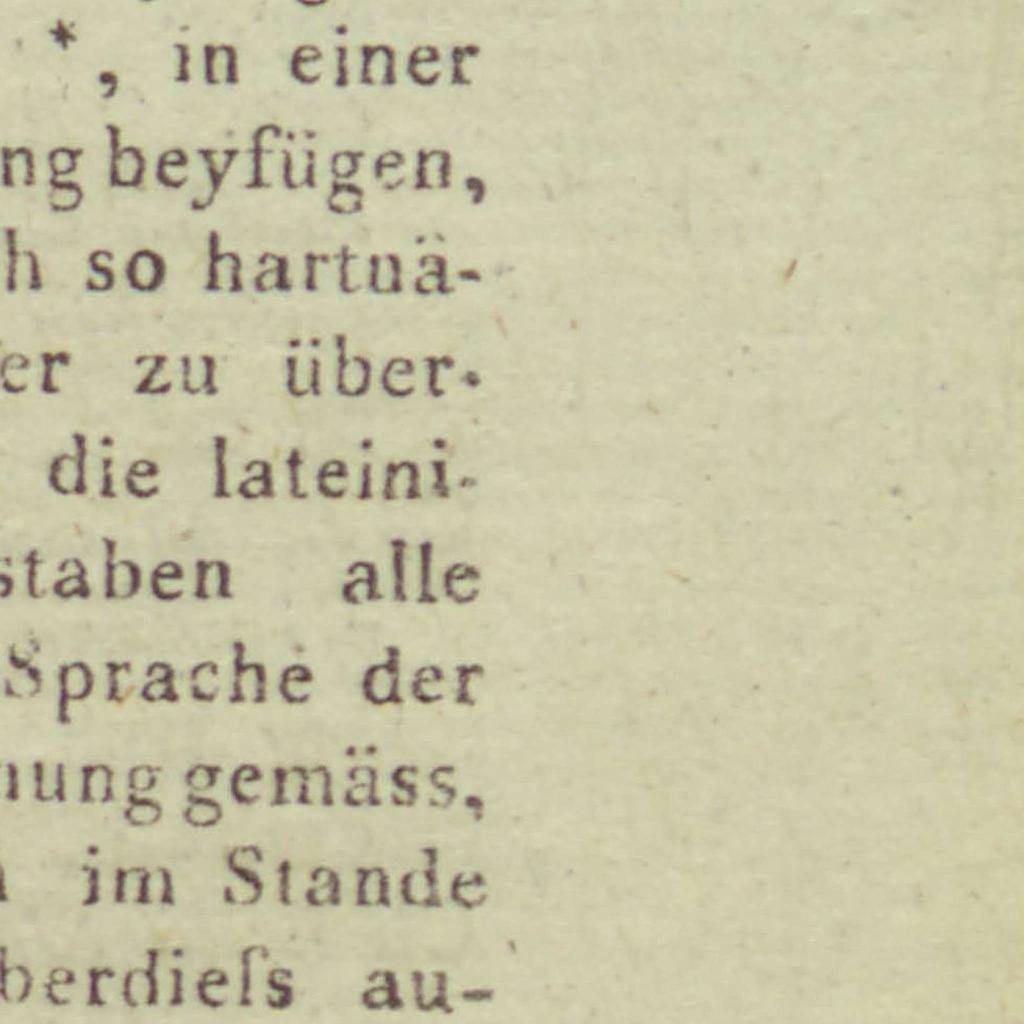 *, in einer
ng beyfügen,
h so hartnä-
er zu über-
die lateini-
staben alle
Sprache der
nung gemäss,
im Stande
berdieſs au-